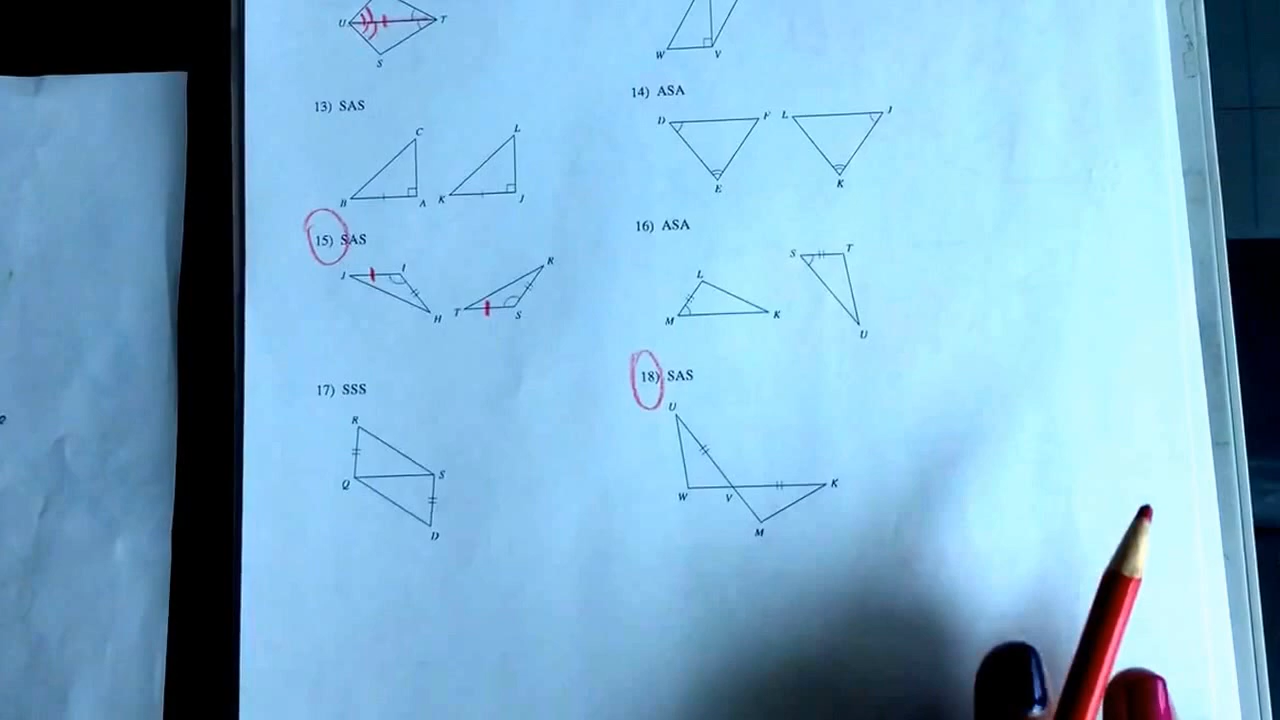 U T
S
W V
13) SAS
14) ASA
C L
B A K J
D F L J
E K
15) SAS
16) ASA
J I R
H T S
S T
L
M K
U
17) SSS
18) SAS
R
Q S
D
U
W V K
M